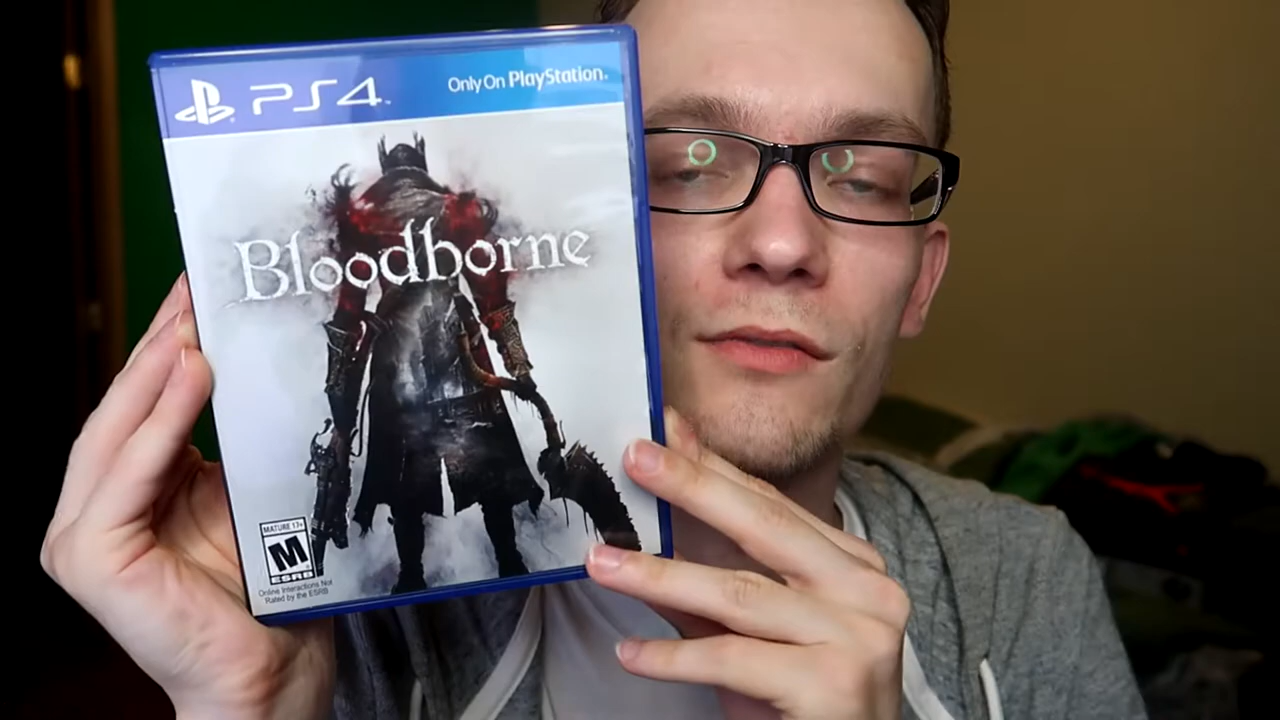 PS4
Only On PlayStation.
Bloodborne
MATURE 17+
M
ESRB
Online Interactions Not
Rated by the ESRB